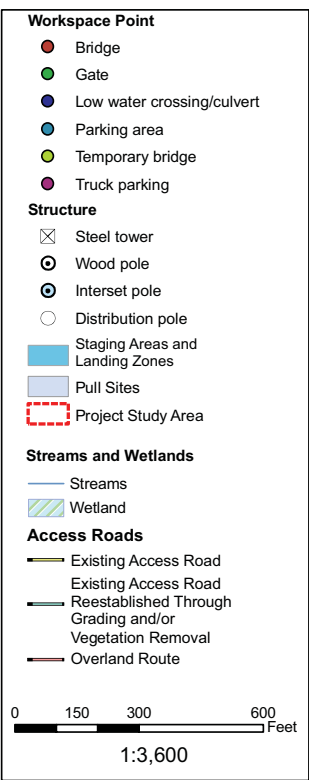 Workspace Point
Bridge
Gate
Low water crossing/culvert
Parking area
Temporary bridge
Truck parking
Structure
Steel tower
Wood pole
Interset pole
Distribution pole
Staging Areas and
Landing Zones
Pull Sites
Project Study Area
Streams and Wetlands
Streams
Wetland
Access Roads
Existing Access Road
Existing Access Road
Reestablished Through
Grading and/or
Vegetation Removal
Overland Route
0 150 300 600
Feet
1:3,600